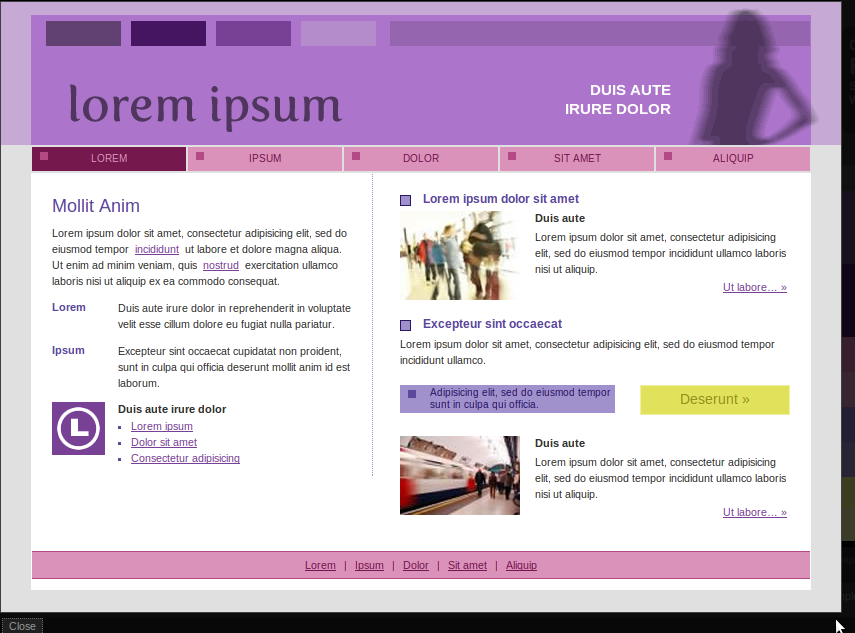 lorem ipsum
DUIS AUTE
IRURE DOLOR
LOREM
IPSUM
DOLOR
SIT AMET
ALIQUIP
Mollit Anim
Lorem ipsum dolor sit amet, consectetur adipisicing elit, sed do
eiusmod tempor incididunt ut labore et dolore magna aliqua.
Ut enim ad minim veniam, quis nostrud exercitation ullamco
laboris nisi ut aliquip ex ea commodo consequat.
Lorem
Duis aute irure dolor in reprehenderit in voluptate
velit esse cillum dolore eu fugiat nulla pariatur.
Ipsum
Excepteur sint occaecat cupidatat non proident,
sunt in culpa qui officia deserunt mollit anim id est
laborum.
L
Duis aute irure dolor
Lorem ipsum
Dolor sit amet
Consectetur adipisicing
Lorem ipsum dolor sit amet
Duis aute
Lorem ipsum dolor sit amet, consectetur adipisicing
elit, sed do eiusmod tempor incididunt ullamco laboris
nisi ut aliquip.
Ut labore… »
Excepteur sint occaecat
Lorem ipsum dolor sit amet, consectetur adipisicing elit, sed do eiusmod tempor
incididunt ullamco.
Adipisicing elit, sed do eiusmod tempor
sunt in culpa qui officia.
Deserunt »
Duis aute
Lorem ipsum dolor sit amet, consectetur adipisicing
elit, sed do eiusmod tempor incididunt ullamco laboris
nisi ut aliquip.
Ut labore… »
Lorem | Ipsum | Dolor | Sit amet | Aliquip
Close